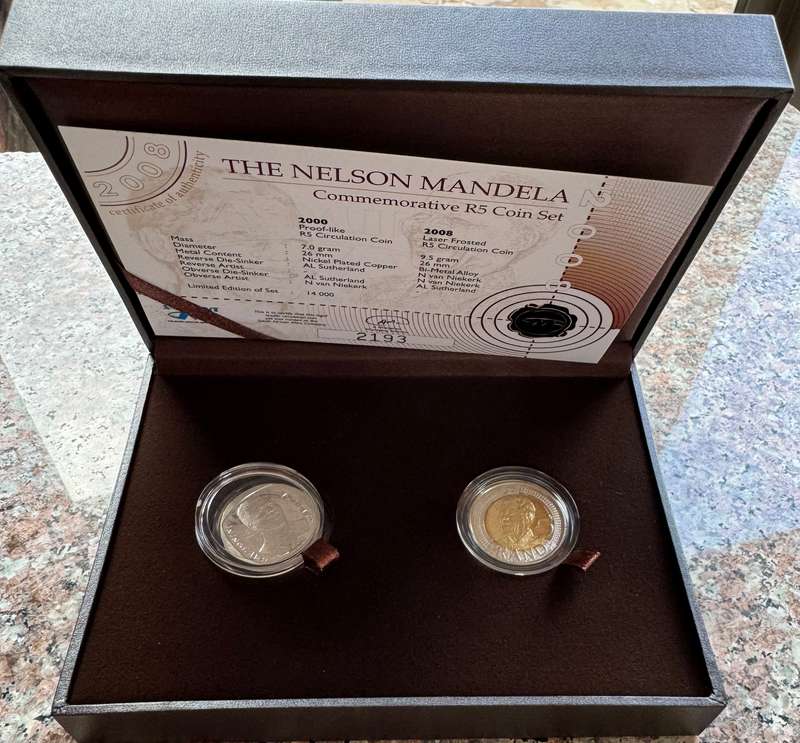 2008
certificate of authenticity
THE NELSON MANDELA
Commemorative R5 Coin Set
2000
Proof-like
R5 Circulation Coin
2008
Laser Frosted
R5 Circulation Coin
Mass 7.0 gram 9.5 gram
Diameter 26 mm 26 mm
Metal Content Nickel Plated Copper Bi-Metal Alloy
Reverse Die-Sinker AL Sutherland N van Niekerk
Reverse Artist - N van Niekerk
Obverse Die-Sinker AL Sutherland AL Sutherland
Obverse Artist N van Niekerk -
Limited Edition of Set 14 000
2193
2008